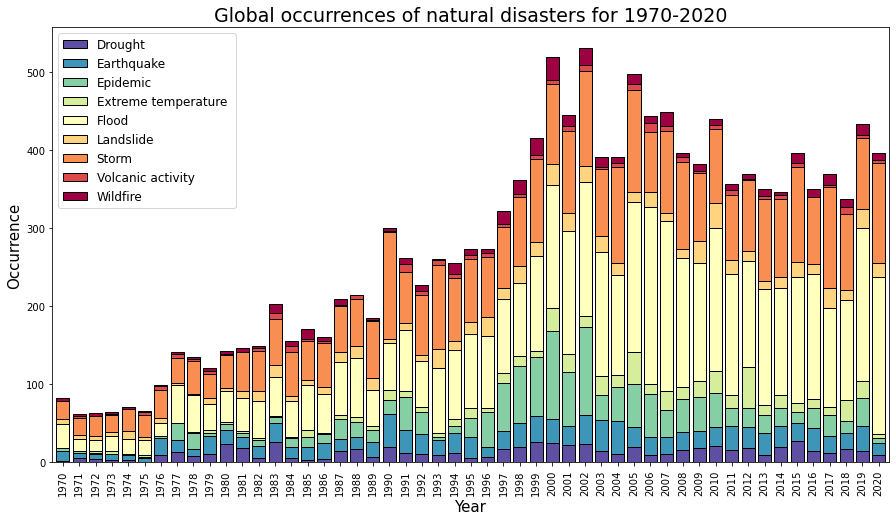 Global occurrences of natural disasters for 1970-2020
Drought
Earthquake
Epidemic
Extreme temperature
Flood
Landslide
Storm
Volcanic activity
Wildfire
Occurrence
500
400
300
200
100
0
1970 1971 1972 1973 1974 1975 1976 1977 1978 1979 1980 1981 1982 1983 1984 1985 1986 1987 1988 1989 1990 1991 1992 1993 1994 1995 1996 1997 1998 1999 2000 2001 2002 2003 2004 2005 2006 2007 2008 2009 2010 2011 2012 2013 2014 2015 2016 2017 2018 2019 2020
Year